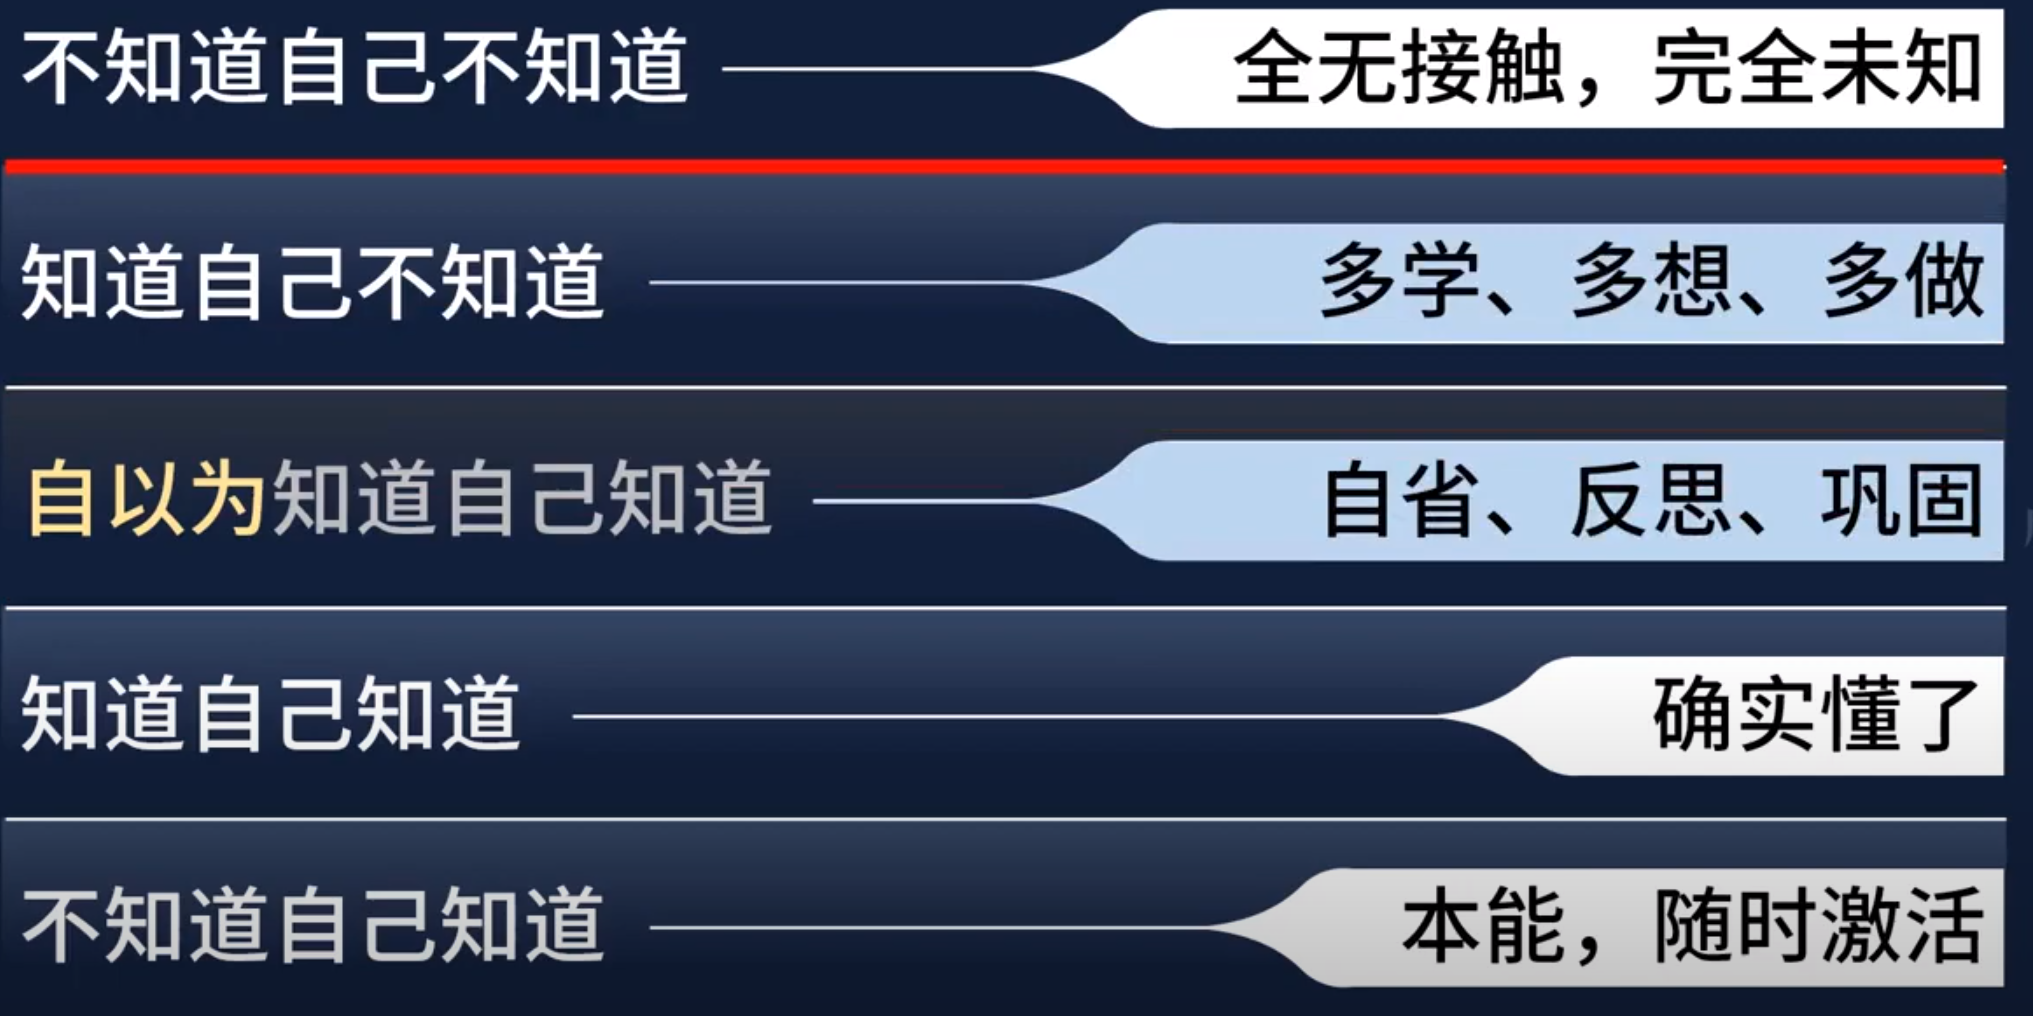 不知道自己不知道 全无接触，完全未知
知道自己不知道 多学、多想、多做
自以为知道自己知道 自省、反思、巩固
知道自己知道 确实懂了
不知道自己知道 本能，随时激活